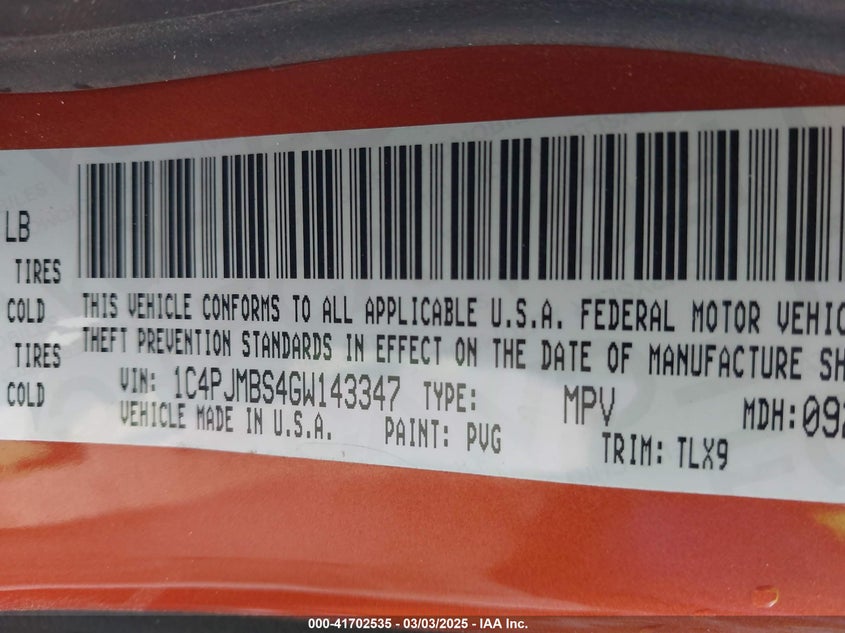 LB
TIRES
COLD
TIRES
COLD
THIS VEHICLE CONFORMS TO ALL APPLICABLE U.S.A. FEDERAL MOTOR VEHIC
THEFT PREVENTION STANDARDS IN EFFECT ON THE DATE OF MANUFACTURE SH
VIN: 1C4PJMBS4GW143347 TYPE: MPV MDH:092
VEHICLE MADE IN U.S.A. PAINT: PVG TRIM: TLX9
000-41702535 - 03/03/2025 - IAA Inc.